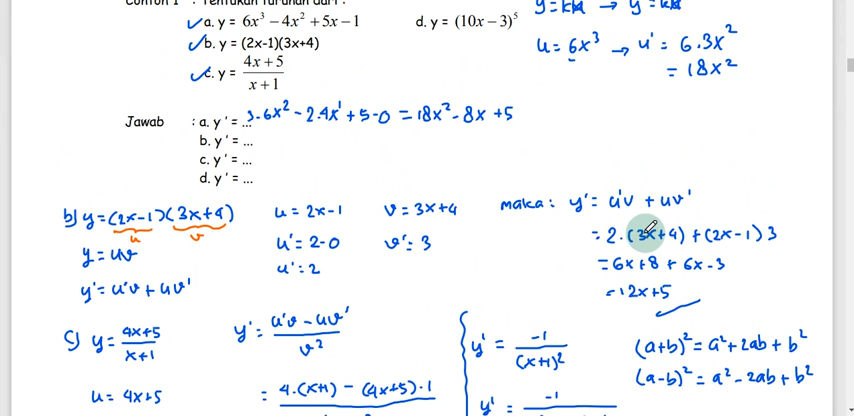 Contoh 1 : Tentukan turunan dari :
a. y = 6x³ − 4x² + 5x − 1
d. y = (10x − 3)⁵
b. y = (2x-1)(3x+4)
c. y = (4x + 5)/(x + 1)
u = 6x³ → u' = 6.3x²
= 18x²
Jawab : a. y ' = ... 3.6x² − 2.4x¹ + 5-0 = 18x² − 8x + 5
b. y ' = ...
c. y ' = ...
d. y ' = ...
b) y = (2x−1)(3x+4)
u v
y = uv
y' = u'v + uv'
u = 2x−1
u' = 2-0
u' = 2
v = 3x+4
v' = 3
maka : y' = u'v + uv'
= 2.(3x+4) + (2x−1)3
= 6x+8 + 6x−3
= 12x+5
c) y = (4x+5)/(x+1)
u = 4x+5
y' = (u'v − uv')/v²
= 4.(x+1) − (4x+5).1
y' = −1/(x+1)²
y' = −1
(a+b)² = a² + 2ab + b²
(a−b)² = a² − 2ab + b²